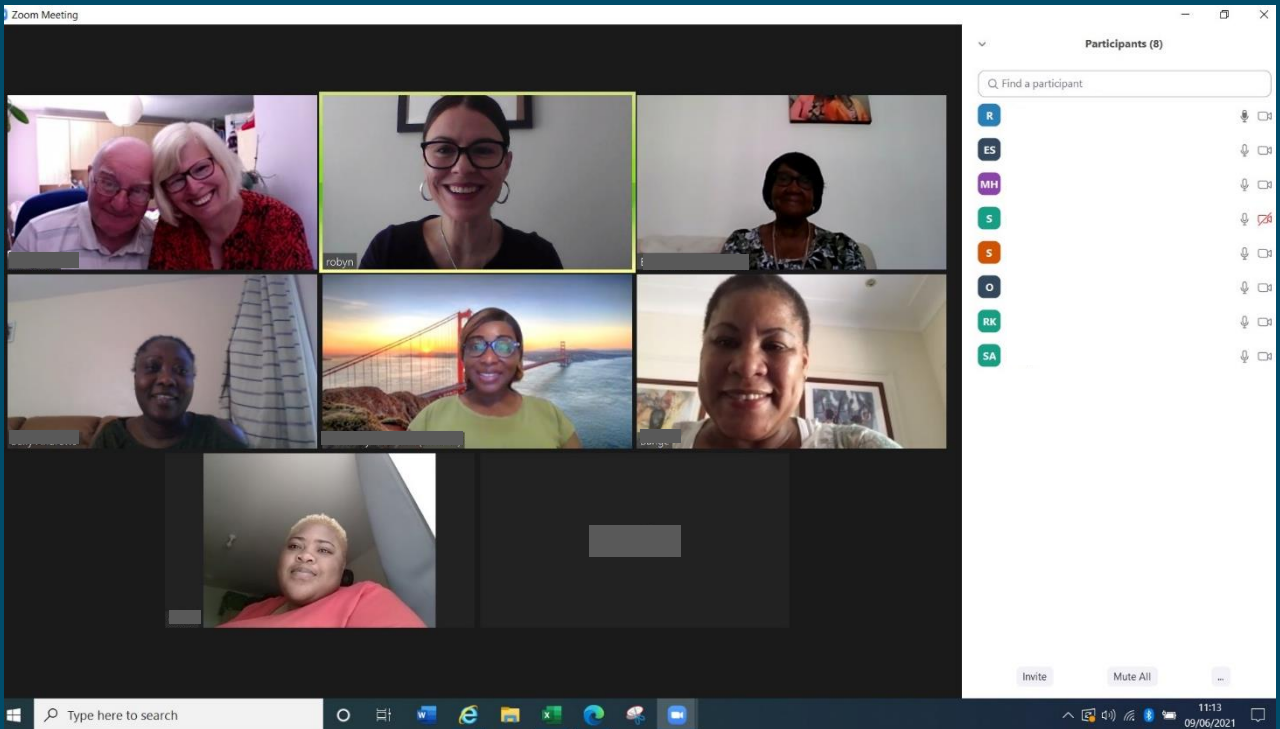 Zoom Meeting
Participants (8)
Find a participant
robyn
R
ES
MH
S
S
O
RK
SA
Invite
Mute All
...
Type here to search
11:13
09/06/2021